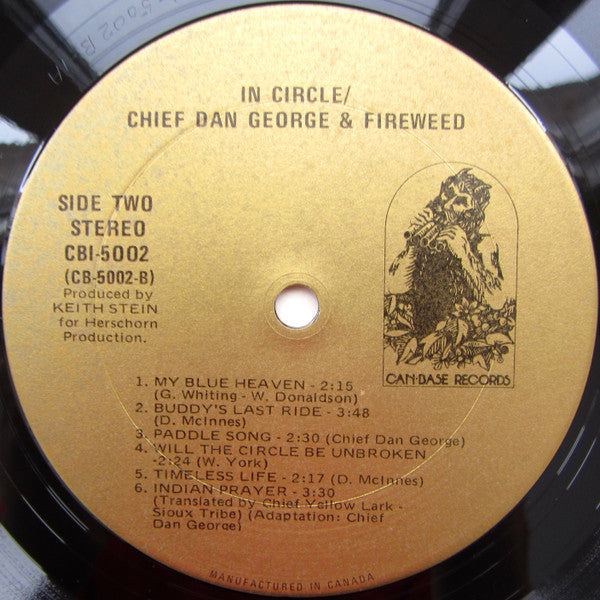 IN CIRCLE/
CHIEF DAN GEORGE & FIREWEED
SIDE TWO
STEREO
CBI-5002
(CB-5002-B)
Produced by
KEITH STEIN
for Herschorn
Production.
CAN-BASE RECORDS
1. MY BLUE HEAVEN - 2:15
(G. Whiting - W. Donaldson)
2. BUDDY'S LAST RIDE - 3:48
(D. McInnes)
3. PADDLE SONG - 2:30 (Chief Dan George)
4. WILL THE CIRCLE BE UNBROKEN
-2:24 (W. York)
5. TIMELESS LIFE - 2:17 (D. McInnes)
6. INDIAN PRAYER - 3:30
(Translated by Chief Yellow Lark -
Sioux Tribe) (Adaptation: Chief
Dan George)
MANUFACTURED IN CANADA